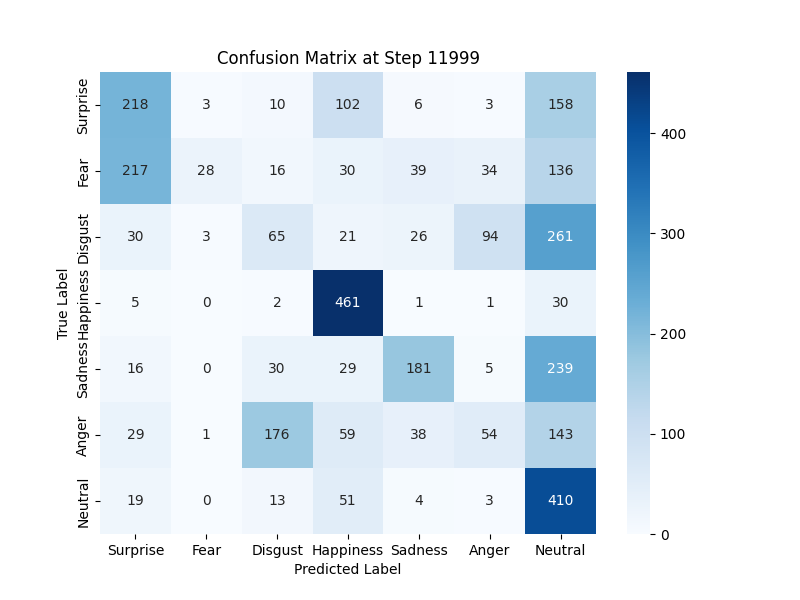 Confusion Matrix at Step 11999
Surprise 218 3 10 102 6 3 158
Fear 217 28 16 30 39 34 136
Disgust 30 3 65 21 26 94 261
Happiness 5 0 2 461 1 1 30
Sadness 16 0 30 29 181 5 239
Anger 29 1 176 59 38 54 143
Neutral 19 0 13 51 4 3 410
True Label
Surprise Fear Disgust Happiness Sadness Anger Neutral
Predicted Label
400
300
200
100
0